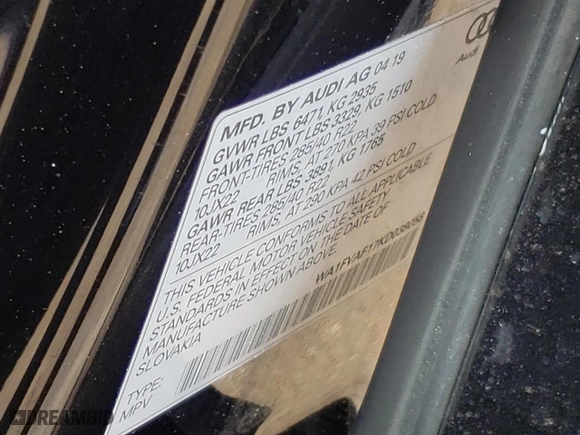 MFD. BY AUDI AG 04 19
GVWR LBS 6471, KG 2935
GAWR FRONT LBS 3329, KG 1510
FRONT-TIRES 285/40 R22
10JX22 RIMS, AT 270 KPA 39 PSI COLD
GAWR REAR LBS 3891, KG 1765
REAR-TIRES 285/40 R22
10JX22 RIMS, AT 290 KPA 42 PSI COLD
THIS VEHICLE CONFORMS TO ALL APPLICABLE
U.S. FEDERAL MOTOR VEHICLE SAFETY
STANDARDS IN EFFECT ON THE DATE OF
MANUFACTURE SHOWN ABOVE.
SLOVAKIA
WA1FVAF17KD038056
TYPE:
MPV
Audi
DREAMBID